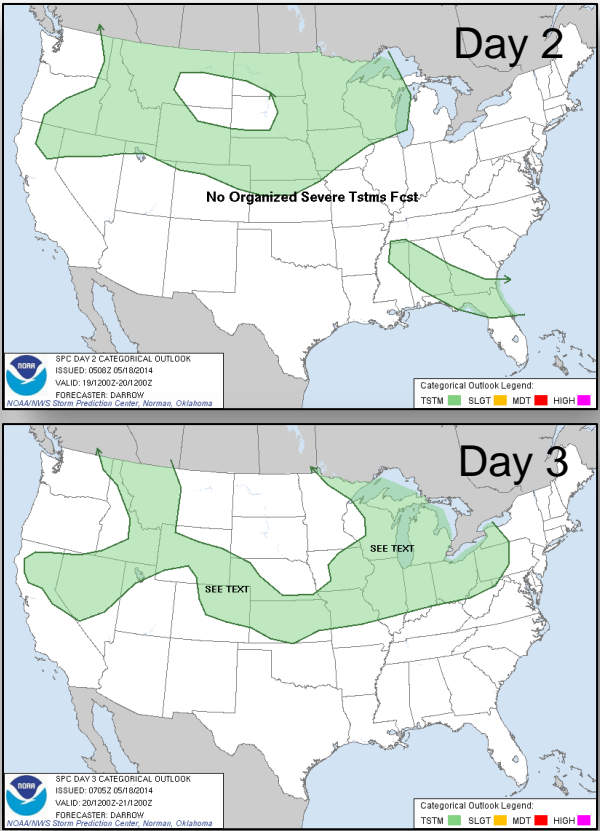 Day 2
No Organized Severe Tstms Fcst
NOAA
SPC DAY 2 CATEGORICAL OUTLOOK
ISSUED: 0508Z 05/18/2014
VALID: 19/1200Z-20/1200Z
FORECASTER: DARROW
NOAA/NWS Storm Prediction Center, Norman, Oklahoma
Categorical Outlook Legend:
TSTM SLGT MDT HIGH
Day 3
SEE TEXT
SEE TEXT
NOAA
SPC DAY 3 CATEGORICAL OUTLOOK
ISSUED: 0705Z 05/18/2014
VALID: 20/1200Z-21/1200Z
FORECASTER: DARROW
NOAA/NWS Storm Prediction Center, Norman, Oklahoma
Categorical Outlook Legend:
TSTM SLGT MDT HIGH